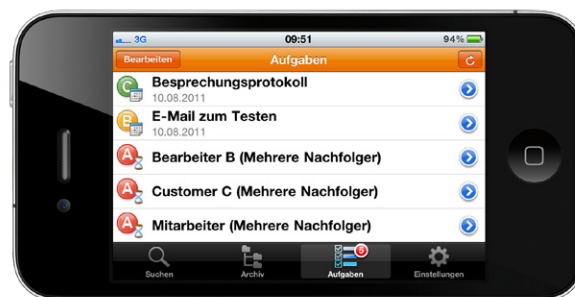 3G 09:51 94%
Bearbeiten Aufgaben
C Besprechungsprotokoll
10.08.2011
B E-Mail zum Testen
10.08.2011
A Bearbeiter B (Mehrere Nachfolger)
A Customer C (Mehrere Nachfolger)
A Mitarbeiter (Mehrere Nachfolger)
5
Suchen Archiv Aufgaben Einstellungen